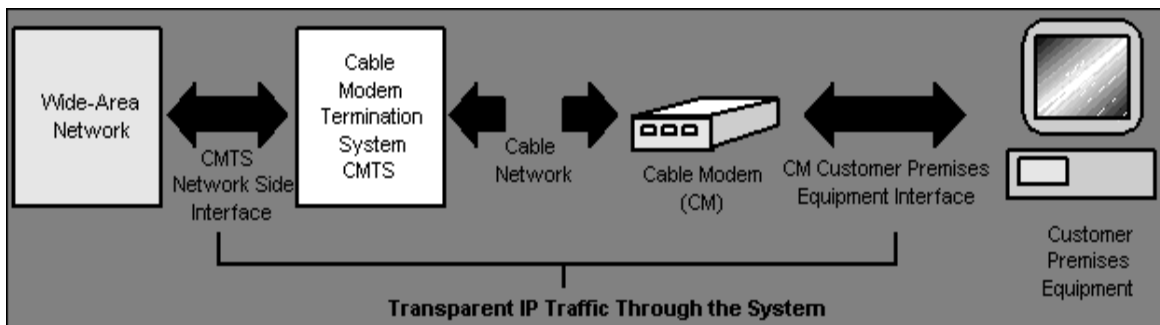 Wide-Area
Network
CMTS
Network Side
Interface
Cable
Modem
Termination
System
CMTS
Cable
Network
Cable Modem
(CM)
CM Customer Premises
Equipment Interface
Customer
Premises
Equipment
Transparent IP Traffic Through the System